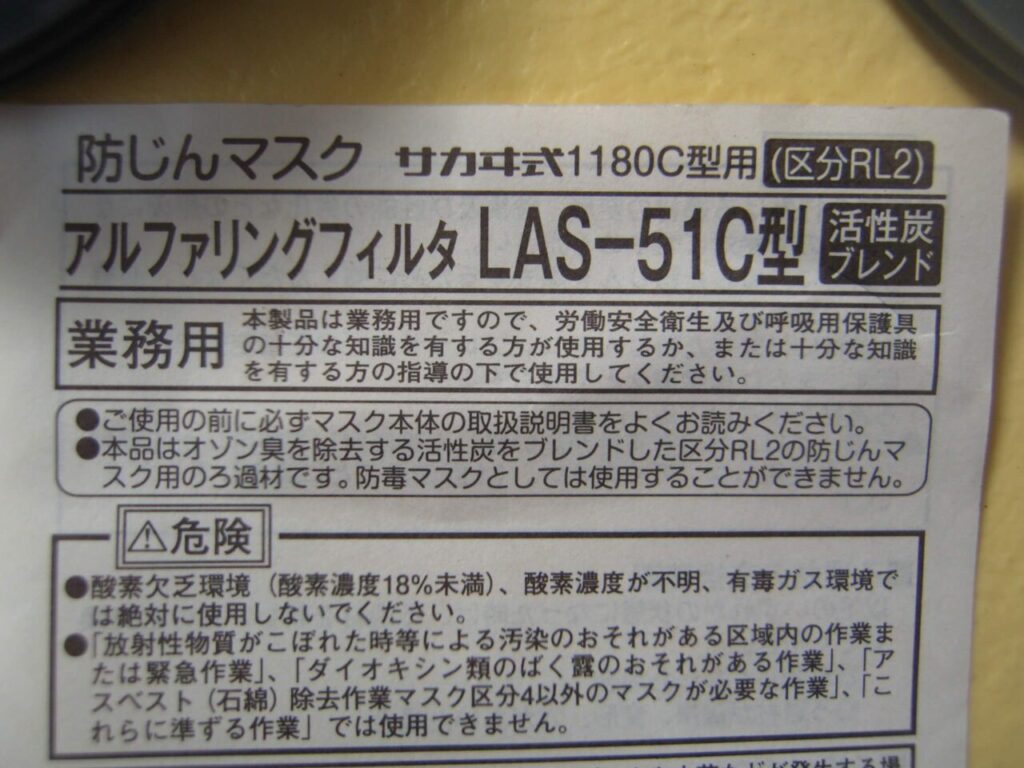 防じんマスク サカヰ式1180C型用 (区分RL2)
アルファリングフィルタ LAS-51C型 活性炭ブレンド
業務用
本製品は業務用ですので、労働安全衛生及び呼吸用保護具
の十分な知識を有する方が使用するか、または十分な知識
を有する方の指導の下で使用してください。
●ご使用の前に必ずマスク本体の取扱説明書をよくお読みください。
●本品はオゾン臭を除去する活性炭をブレンドした区分RL2の防じんマ
スク用のろ過材です。防毒マスクとしては使用することができません。
⚠危険
●酸素欠乏環境（酸素濃度18%未満）、酸素濃度が不明、有毒ガス環境で
は絶対に使用しないでください。
●「放射性物質がこぼれた時等による汚染のおそれがある区域内の作業ま
たは緊急作業」、「ダイオキシン類のばく露のおそれがある作業」、「ア
スベスト（石綿）除去作業マスク区分4以外のマスクが必要な作業」、「こ
れらに準ずる作業」では使用できません。
が発生する場